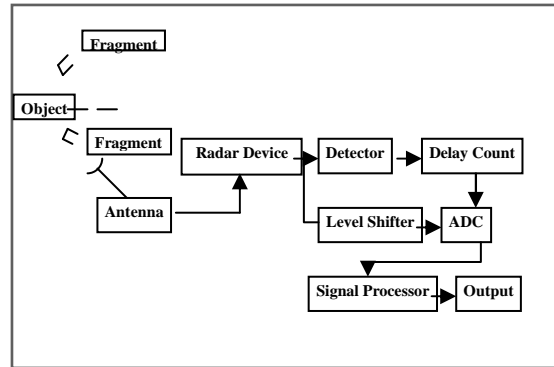 Fragment
Object
Fragment
Radar Device
Detector
Delay Count
Antenna
Level Shifter
ADC
Signal Processor
Output